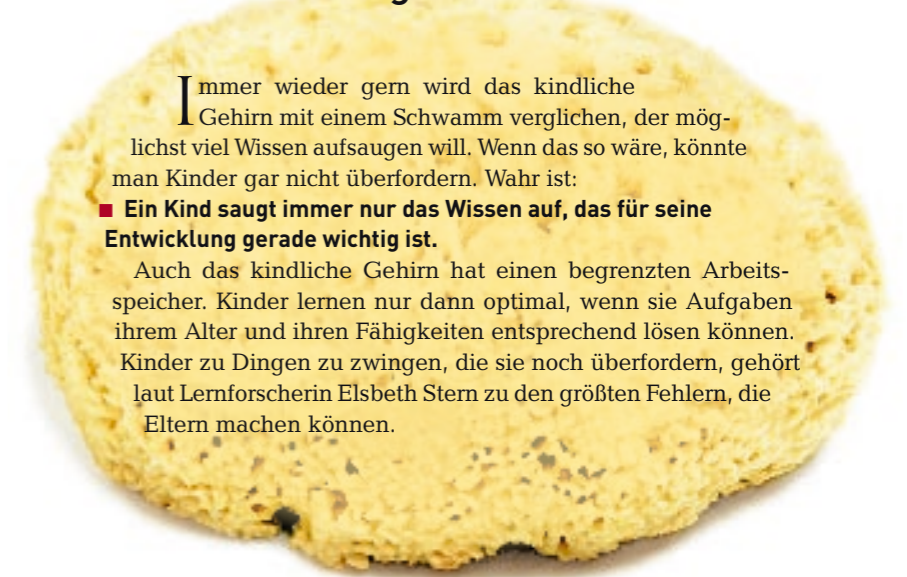 Immer wieder gern wird das kindliche
Gehirn mit einem Schwamm verglichen, der mög-
lichst viel Wissen aufsaugen will. Wenn das so wäre, könnte
man Kinder gar nicht überfordern. Wahr ist:
■ Ein Kind saugt immer nur das Wissen auf, das für seine
Entwicklung gerade wichtig ist.
Auch das kindliche Gehirn hat einen begrenzten Arbeits-
speicher. Kinder lernen nur dann optimal, wenn sie Aufgaben
ihrem Alter und ihren Fähigkeiten entsprechend lösen können.
Kinder zu Dingen zu zwingen, die sie noch überfordern, gehört
laut Lernforscherin Elsbeth Stern zu den größten Fehlern, die
Eltern machen können.